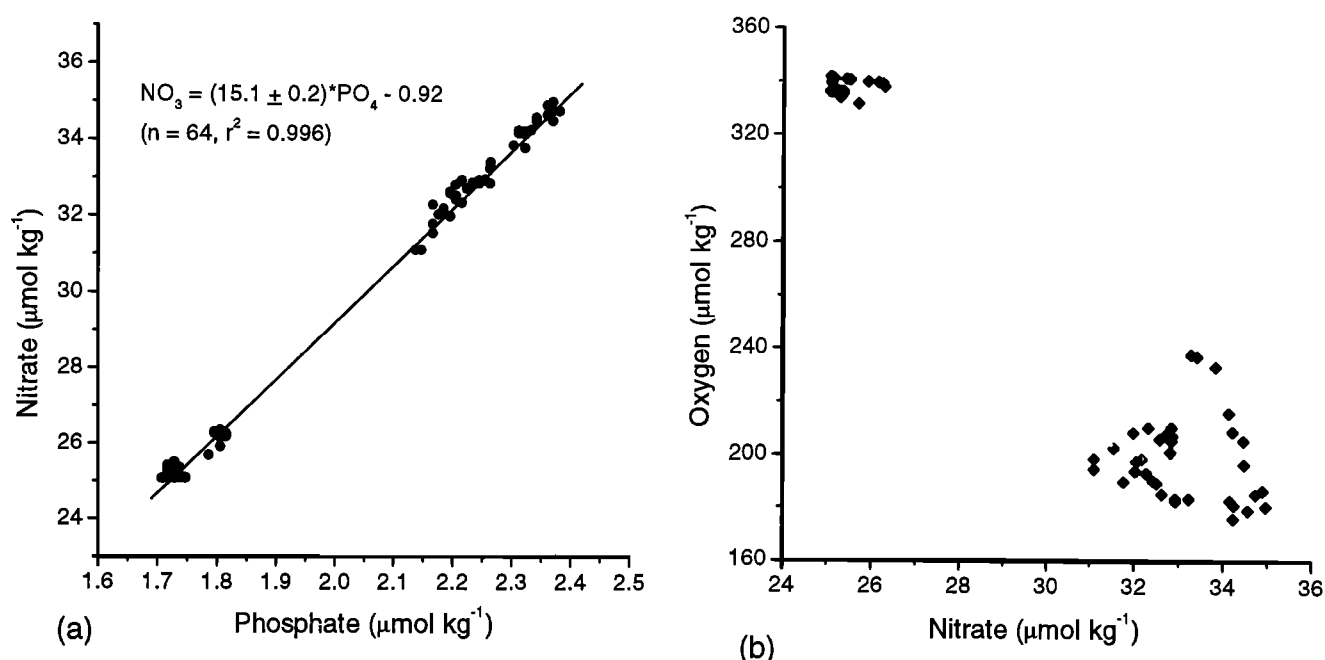 NO₃ = (15.1 ± 0.2)*PO₄ - 0.92
(n = 64, r² = 0.996)
Nitrate (μmol kg⁻¹)
36
34
32
30
28
26
24
1.6 1.7 1.8 1.9 2.0 2.1 2.2 2.3 2.4 2.5
Phosphate (μmol kg⁻¹)
(a)
Oxygen (μmol kg⁻¹)
360
320
280
240
200
160
24 26 28 30 32 34 36
Nitrate (μmol kg⁻¹)
(b)